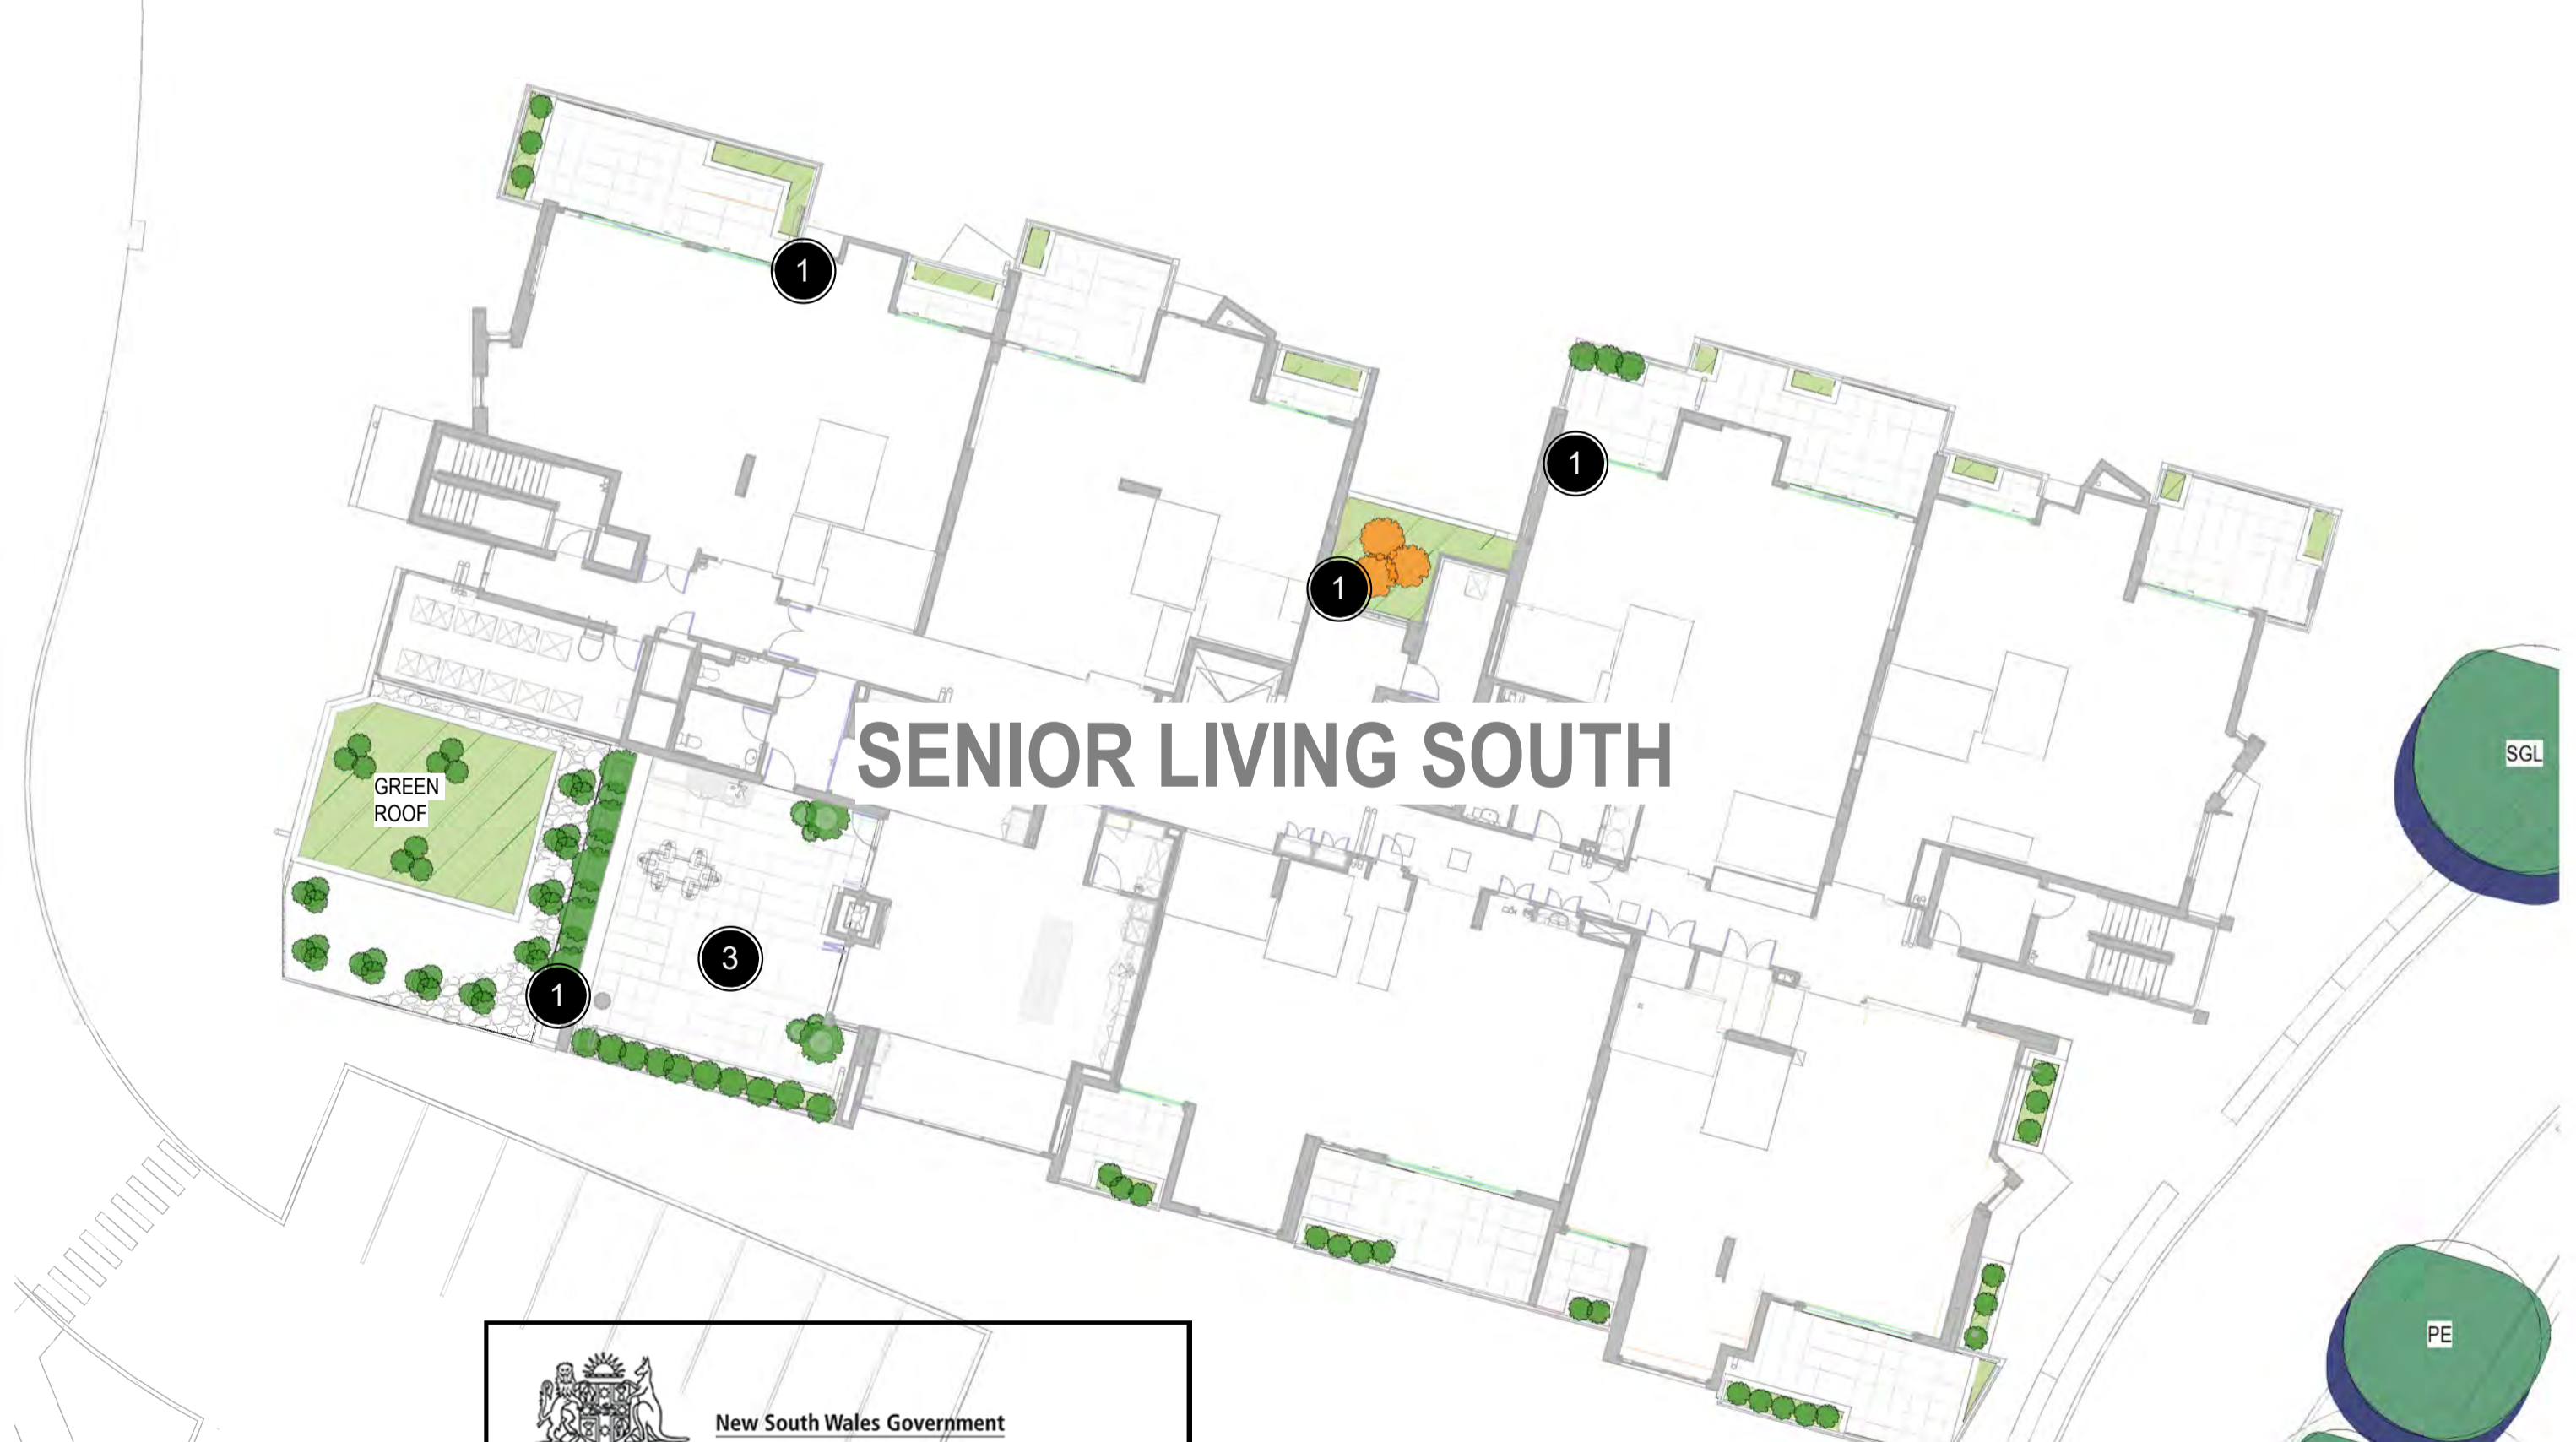 1
1
1
SENIOR LIVING SOUTH
SGL
GREEN
ROOF
3
1
PE
New South Wales Government